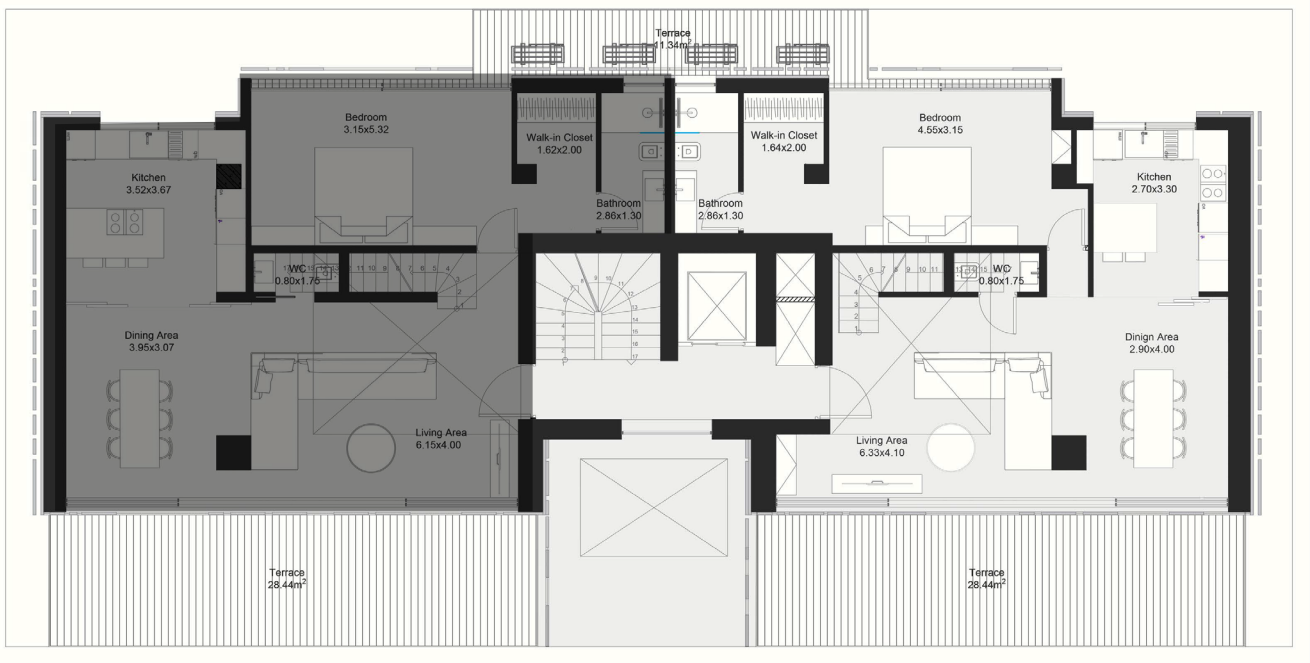 Terrace
11.34m²
Bedroom
3.15x5.32
Walk-in Closet
1.62x2.00
Walk-in Closet
1.64x2.00
Bedroom
4.55x3.15
Kitchen
3.52x3.67
Bathroom
2.86x1.30
Bathroom
2.86x1.30
Kitchen
2.70x3.30
WC
0.80x1.75
WC
0.80x1.75
Dining Area
3.95x3.07
Dinign Area
2.90x4.00
Living Area
6.15x4.00
Living Area
6.33x4.10
Terrace
28.44m²
Terrace
28.44m²